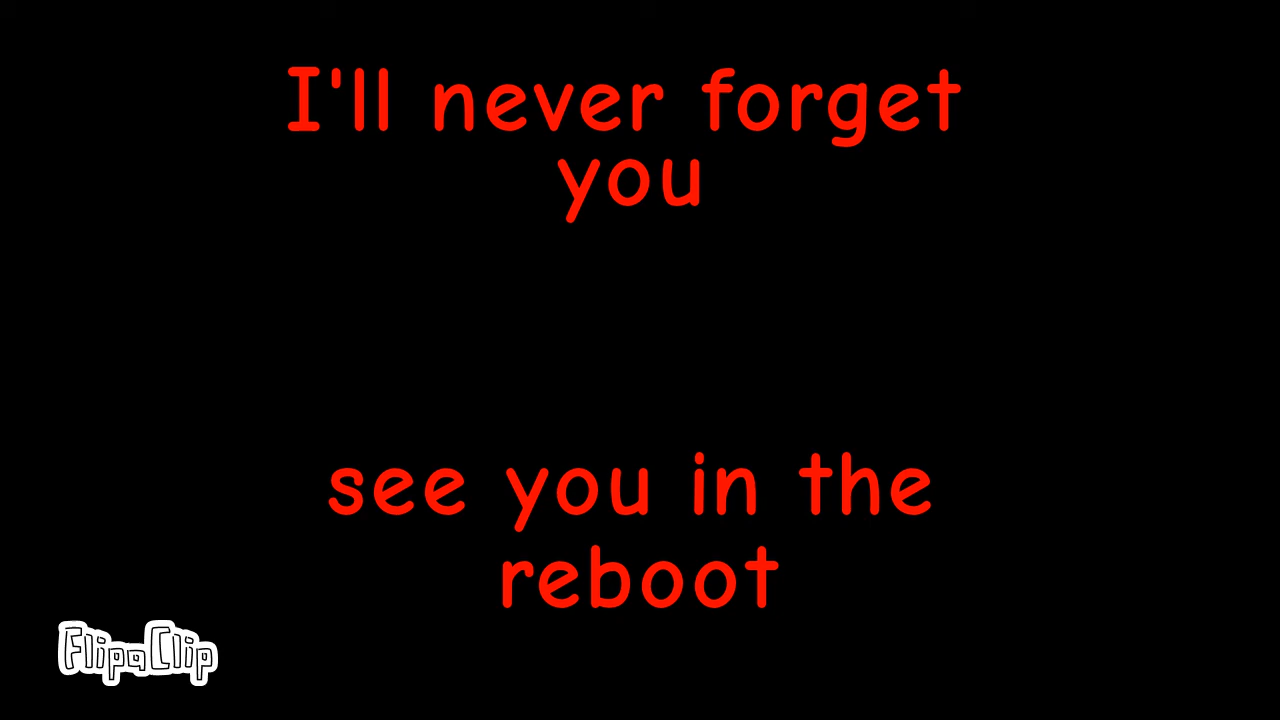 I'll never forget
you
see you in the
reboot
FlipaClip